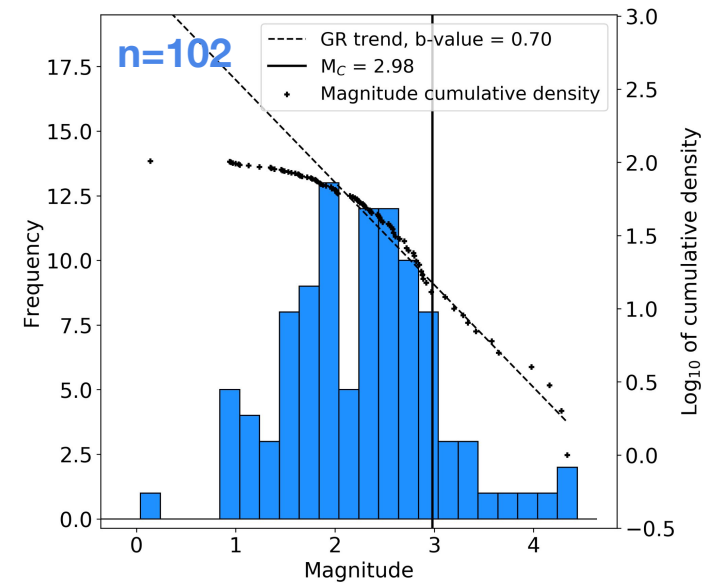 n=102
GR trend, b-value = 0.70
M_C = 2.98
Magnitude cumulative density
Frequency
17.5
15.0
12.5
10.0
7.5
5.0
2.5
0.0
3.0
2.5
2.0
1.5
1.0
0.5
0.0
−0.5
Log₁₀ of cumulative density
0 1 2 3 4
Magnitude